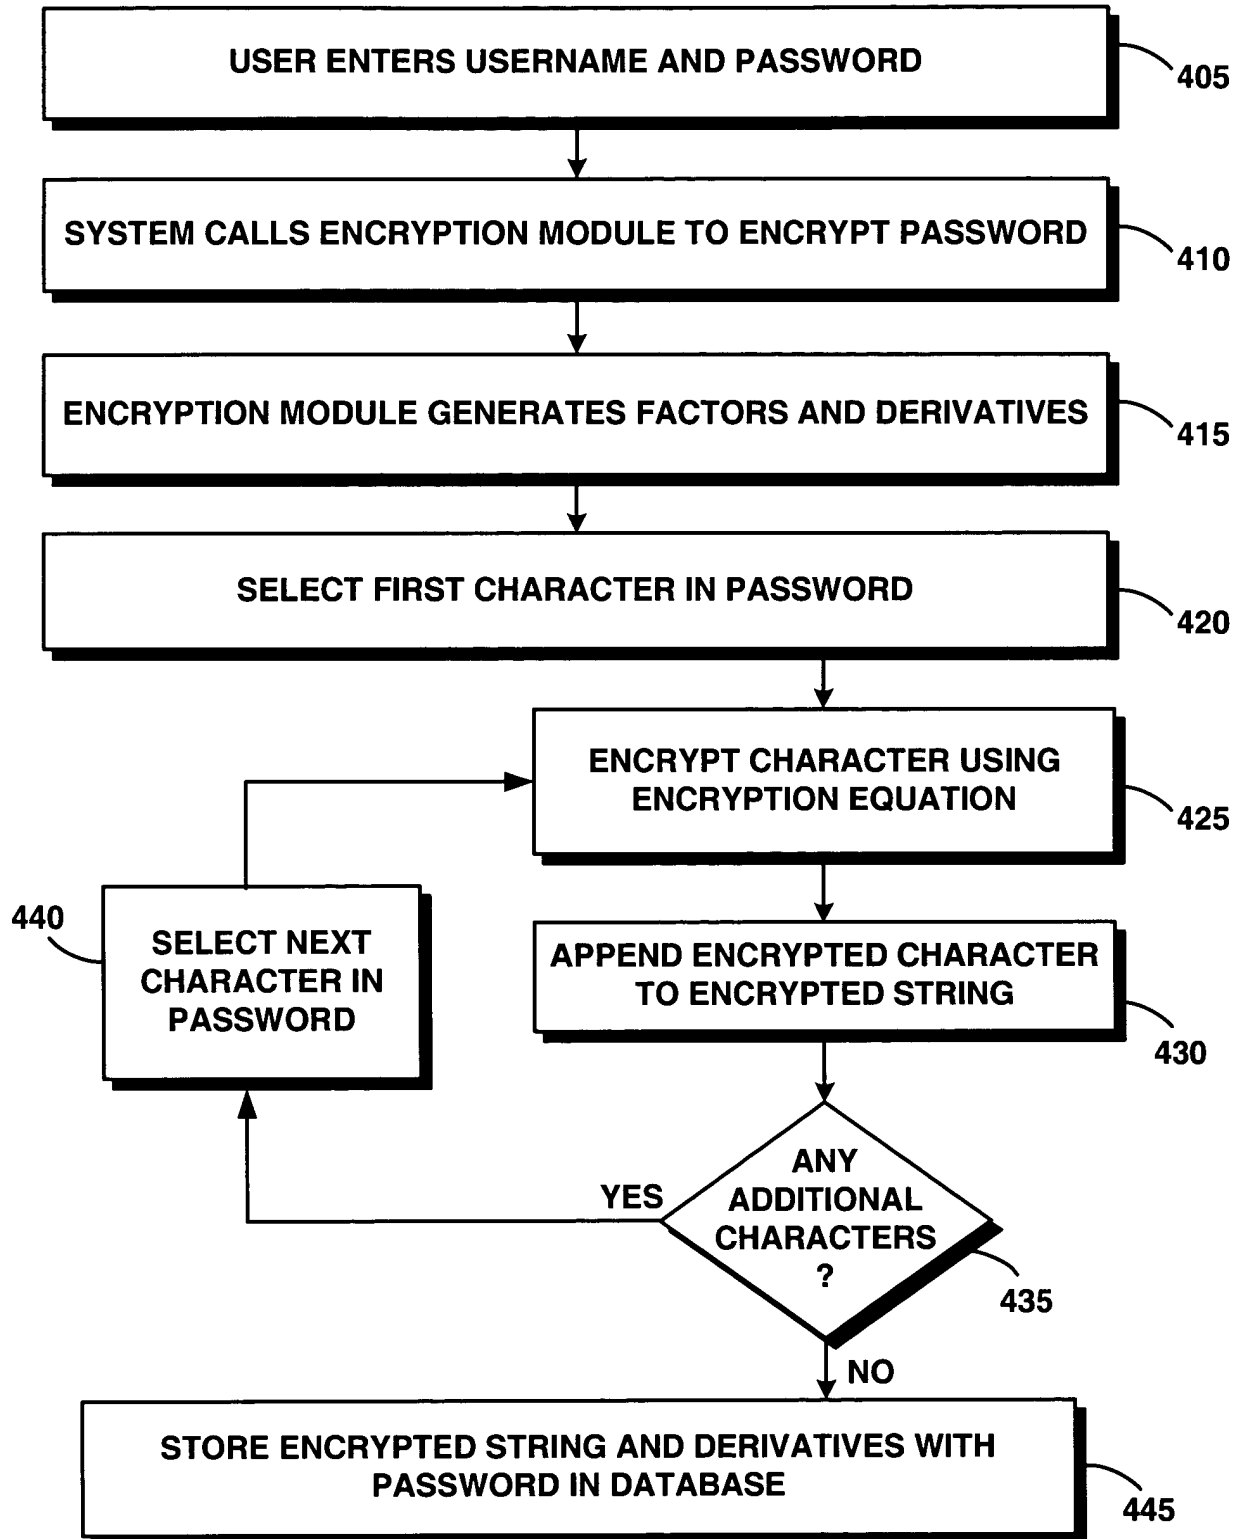 USER ENTERS USERNAME AND PASSWORD
405
SYSTEM CALLS ENCRYPTION MODULE TO ENCRYPT PASSWORD
410
ENCRYPTION MODULE GENERATES FACTORS AND DERIVATIVES
415
SELECT FIRST CHARACTER IN PASSWORD
420
ENCRYPT CHARACTER USING
ENCRYPTION EQUATION
425
440
SELECT NEXT
CHARACTER IN
PASSWORD
APPEND ENCRYPTED CHARACTER
TO ENCRYPTED STRING
430
ANY
ADDITIONAL
CHARACTERS
?
YES
435
NO
STORE ENCRYPTED STRING AND DERIVATIVES WITH
PASSWORD IN DATABASE
445